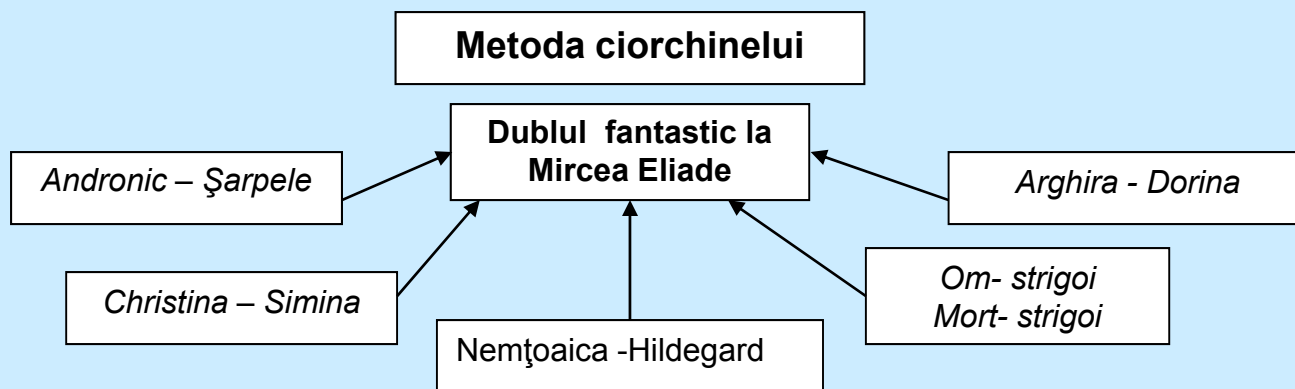 Metoda ciorchinelui
Dublul fantastic la
Mircea Eliade
Andronic – Şarpele
Arghira - Dorina
Christina – Simina
Om- strigoi
Mort- strigoi
Nemţoaica -Hildegard